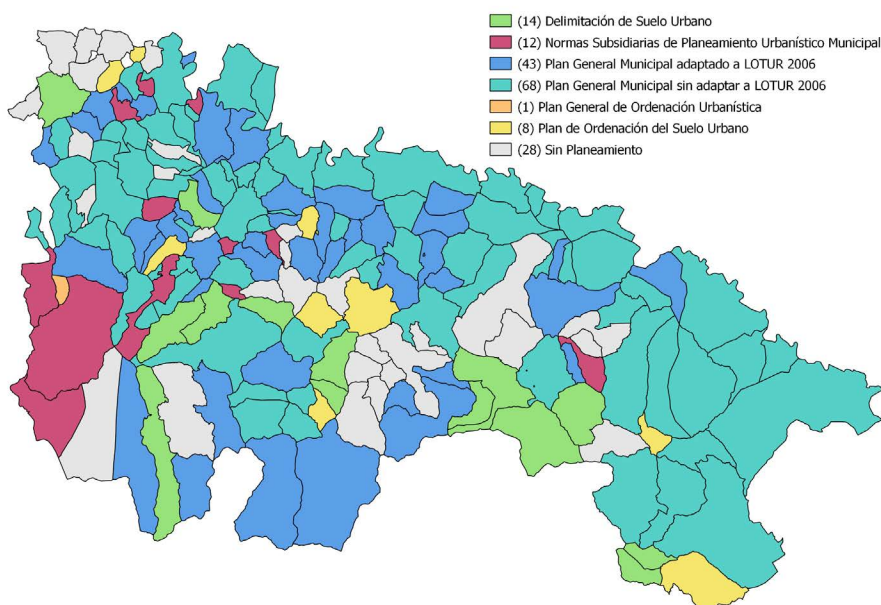 (14) Delimitación de Suelo Urbano
(12) Normas Subsidiarias de Planeamiento Urbanístico Municipal
(43) Plan General Municipal adaptado a LOTUR 2006
(68) Plan General Municipal sin adaptar a LOTUR 2006
(1) Plan General de Ordenación Urbanística
(8) Plan de Ordenación del Suelo Urbano
(28) Sin Planeamiento